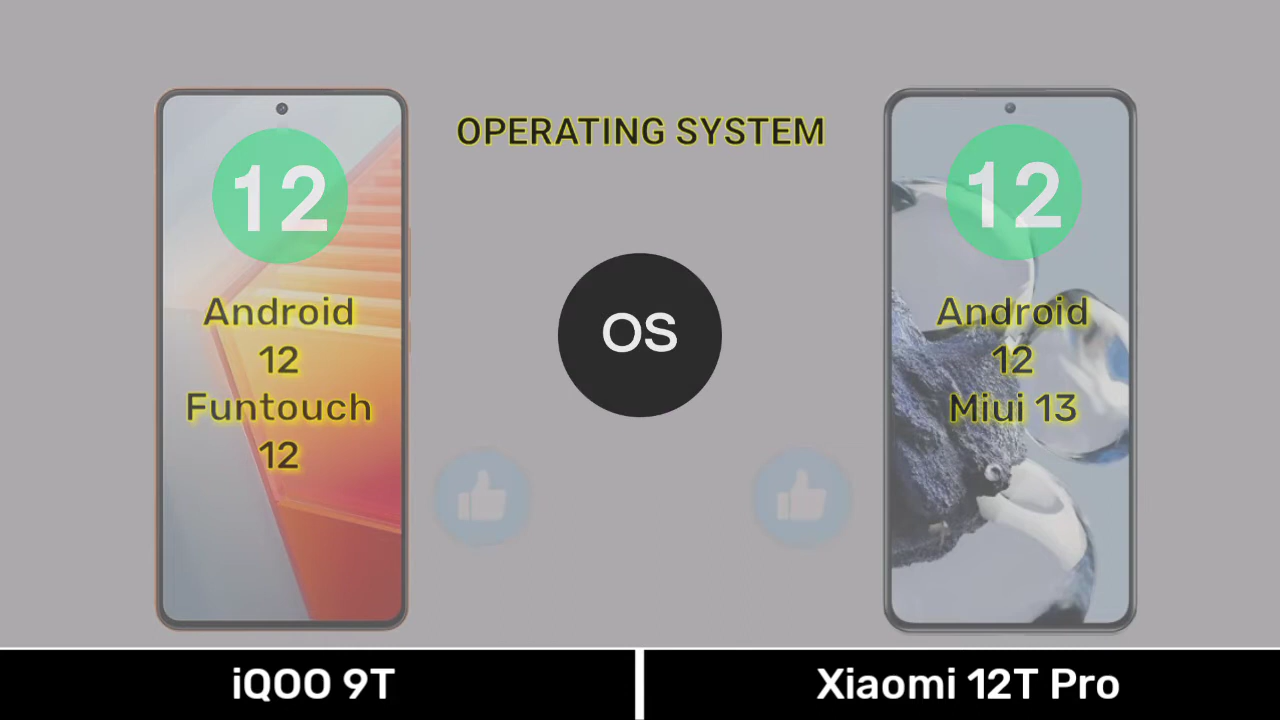 OPERATING SYSTEM
12
Android
12
Funtouch
12
OS
12
Android
12
Miui 13
iQOO 9T
Xiaomi 12T Pro